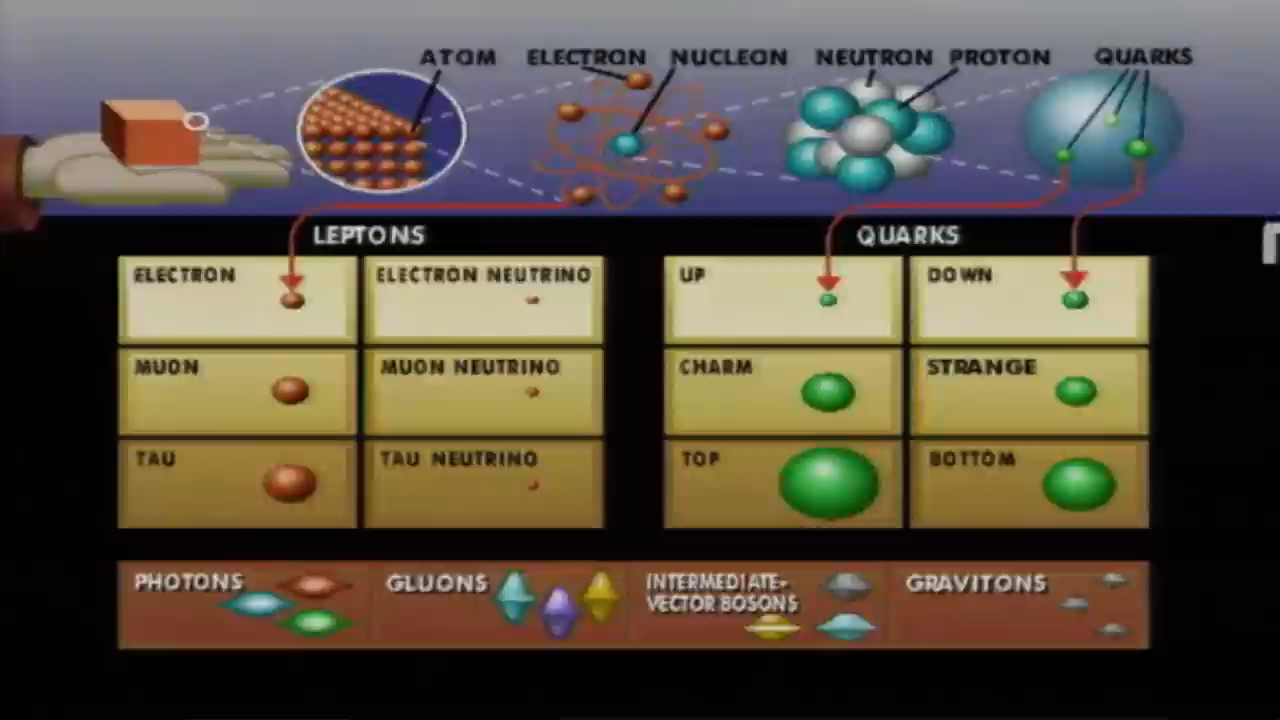 ATOM ELECTRON NUCLEON NEUTRON PROTON QUARKS
LEPTONS
QUARKS
ELECTRON
ELECTRON NEUTRINO
UP
DOWN
MUON
MUON NEUTRINO
CHARM
STRANGE
TAU
TAU NEUTRINO
TOP
BOTTOM
PHOTONS
GLUONS
INTERMEDIATE-
VECTOR BOSONS
GRAVITONS